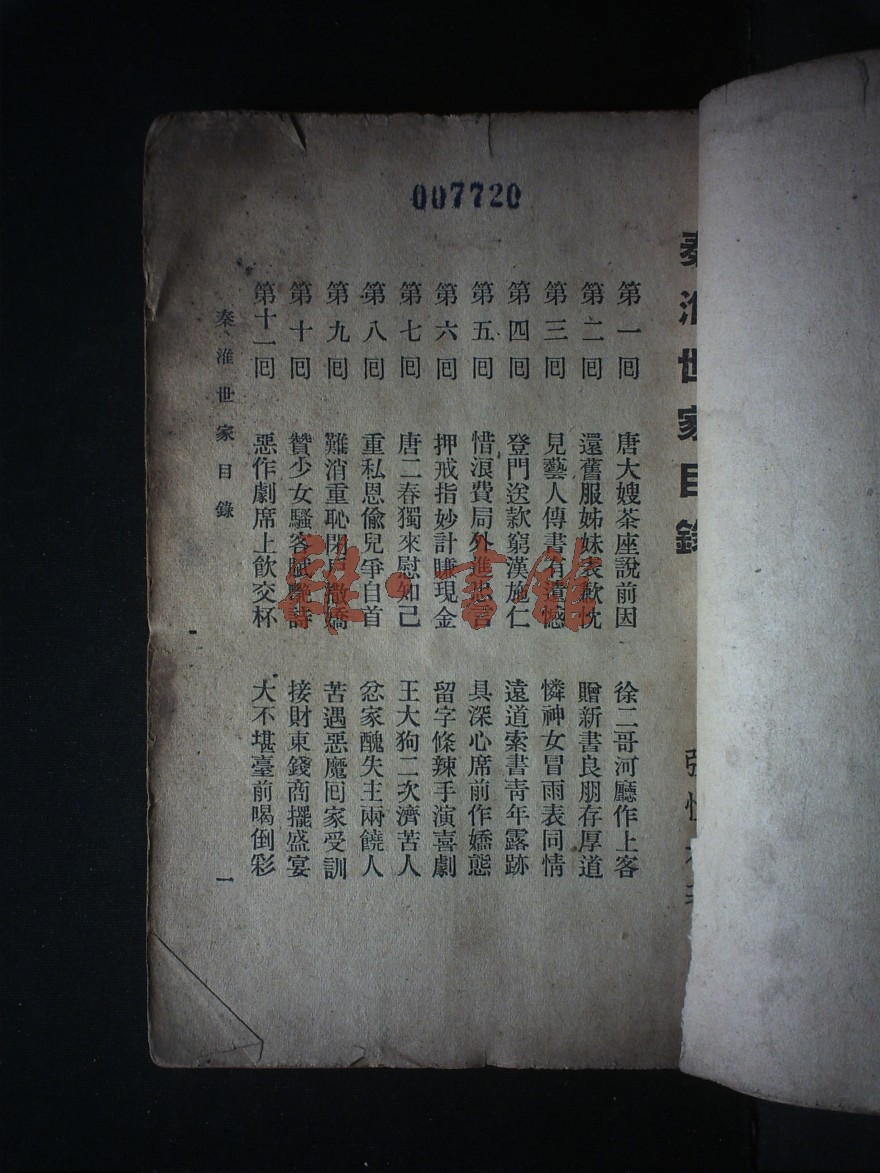 007720
秦淮世家目錄
張恨
第一回 唐大嫂茶座說前因 徐二哥河廳作上客
第二回 還舊服姊妹表歉忱 贈新書良朋存厚道
第三回 見藝人傳書有遺憾 憐神女冒雨表同情
第四回 登門送款窮漢施仁 遠道索書靑年露跡
第五回 惜浪費局外進忠言 具深心席前作嬌態
第六回 押戒指妙計賺現金 留字條辣手演喜劇
第七回 唐二春獨來慰知己 王大狗二次濟苦人
第八回 重私恩偸兒爭自首 忿家醜失主兩饒人
第九回 難消重恥閉戶撒嬌 苦遇惡魔回家受訓
第十回 贊少女騷客賦艷詩 接財東錢商擺盛宴
第十一回 惡作劇席上飮交杯 大不堪臺前喝倒彩
秦淮世家目錄 一